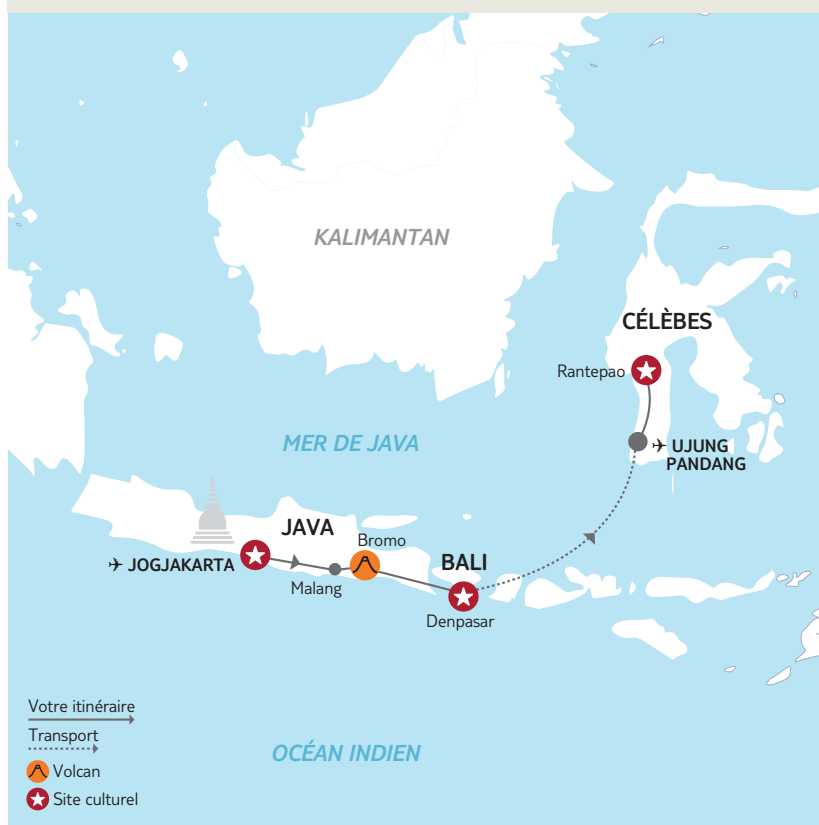 KALIMANTAN
CÉLÈBES
Rantepao
MER DE JAVA
UJUNG
PANDANG
JAVA
Bromo
BALI
JOGJAKARTA
Malang
Denpasar
Votre itinéraire
Transport
OCÉAN INDIEN
Volcan
Site culturel